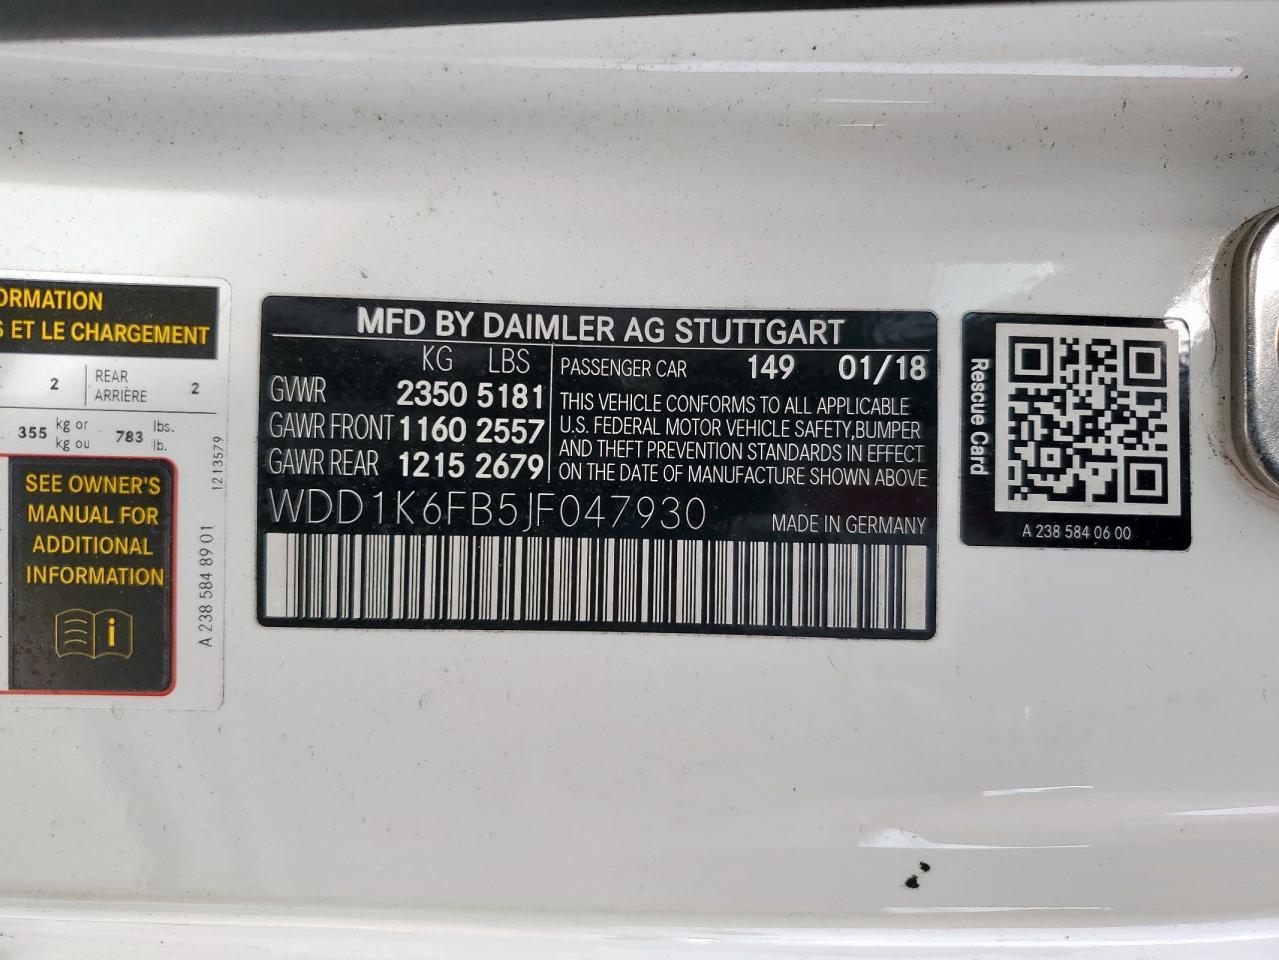 ORMATION
S ET LE CHARGEMENT
2 REAR ARRIÈRE 2
355 kg or kg ou 783 lbs. lb.
SEE OWNER'S
MANUAL FOR
ADDITIONAL
INFORMATION
i
1213579
A 238 584 89 01
MFD BY DAIMLER AG STUTTGART
KG LBS
GVWR 2350 5181
GAWR FRONT 1160 2557
GAWR REAR 1215 2679
PASSENGER CAR 149 01/18
THIS VEHICLE CONFORMS TO ALL APPLICABLE
U.S. FEDERAL MOTOR VEHICLE SAFETY,BUMPER
AND THEFT PREVENTION STANDARDS IN EFFECT
ON THE DATE OF MANUFACTURE SHOWN ABOVE
WDD1K6FB5JF047930
MADE IN GERMANY
Rescue Card
A 238 584 06 00